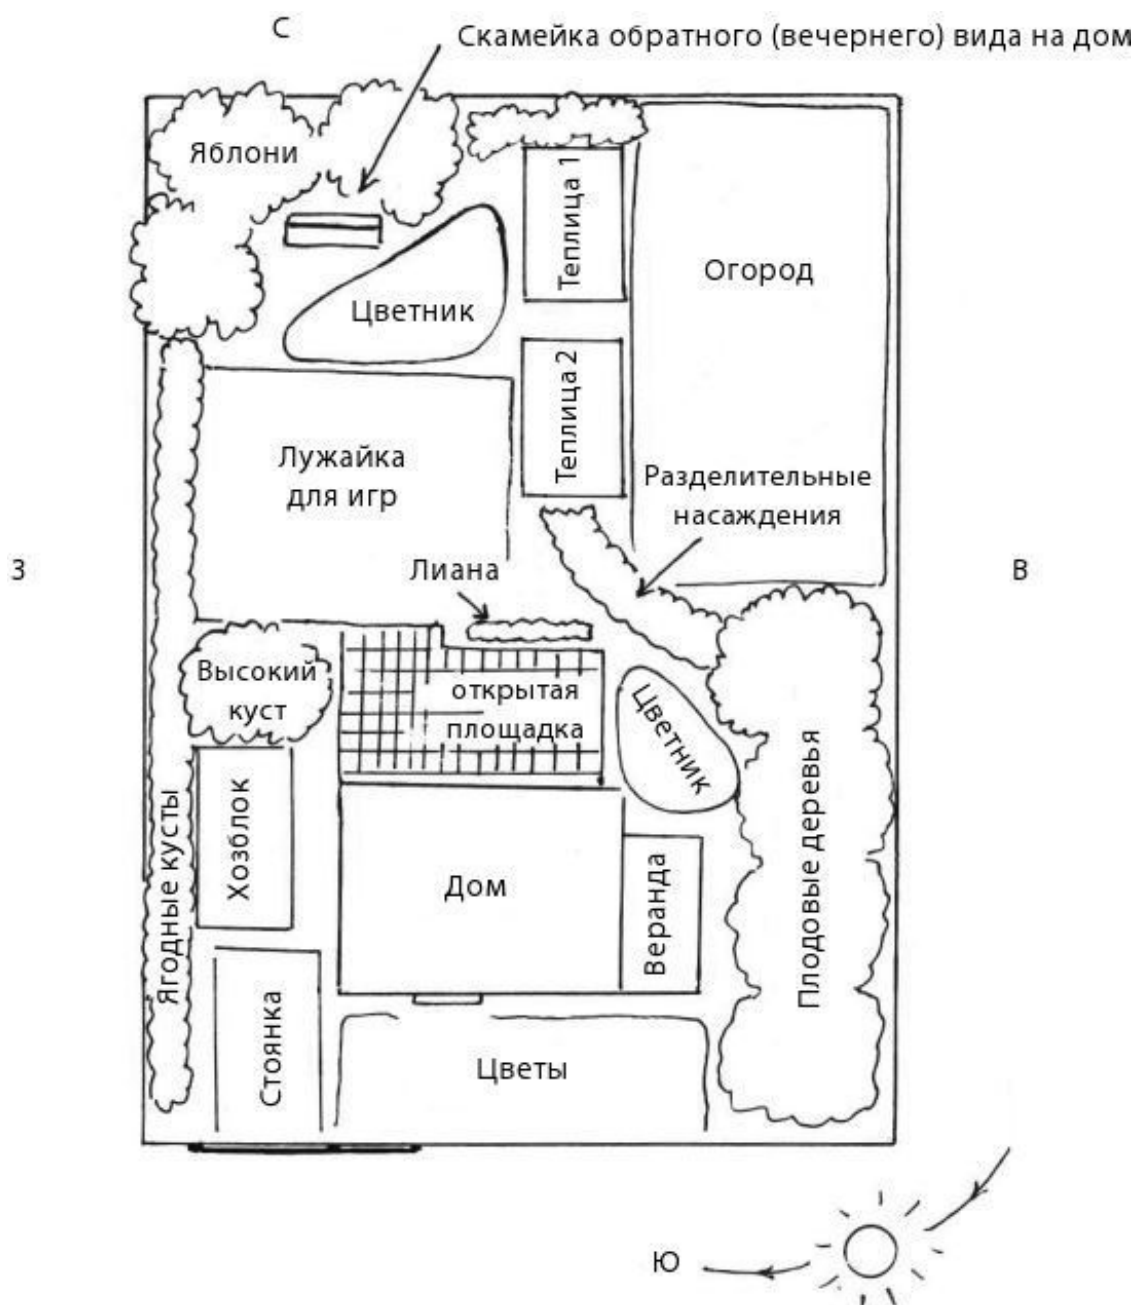 С
Скамейка обратного (вечернего) вида на дом
Яблони
Теплица 1
Огород
Цветник
Теплица 2
Лужайка
для игр
Разделительные
насаждения
З
Лиана
В
Высокий
куст
открытая
площадка
Цветник
Ягодные кусты
Хозблок
Дом
Веранда
Плодовые деревья
Стоянка
Цветы
Ю